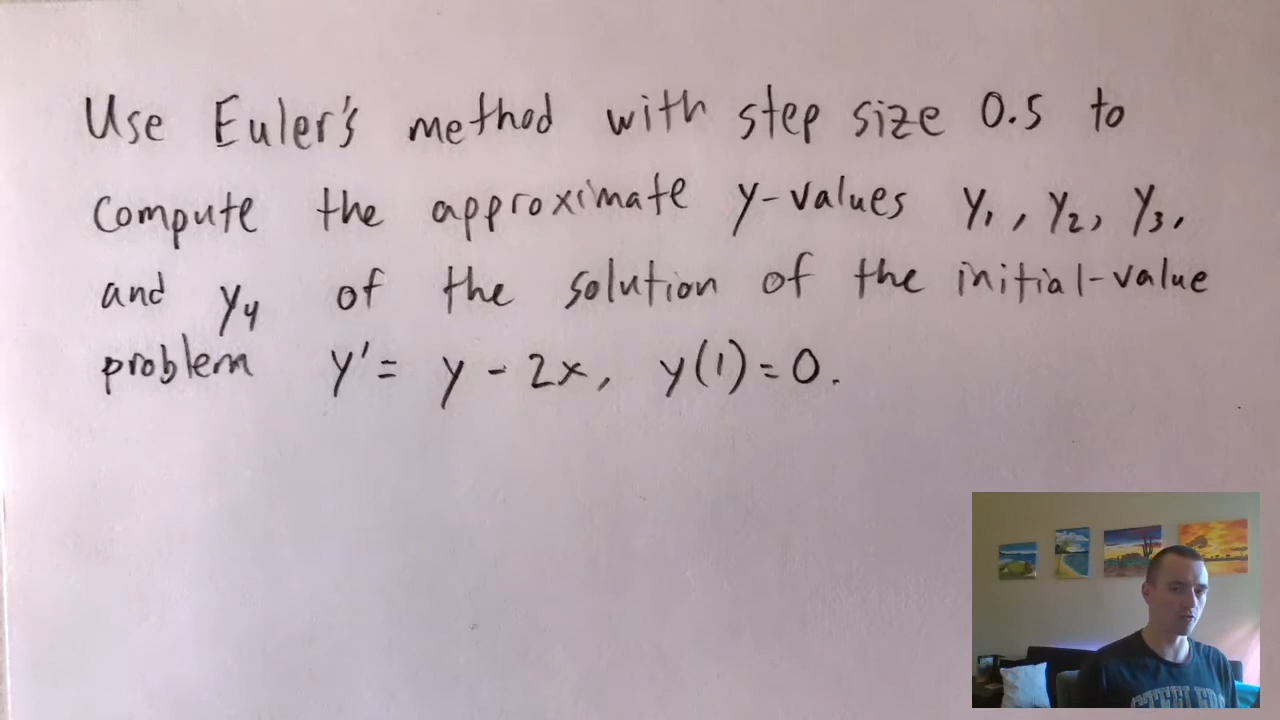 Use Euler's method with step size 0.5 to
compute the approximate y-values y₁, y₂, y₃,
and y₄ of the solution of the initial-value
problem y' = y - 2x, y(1) = 0.